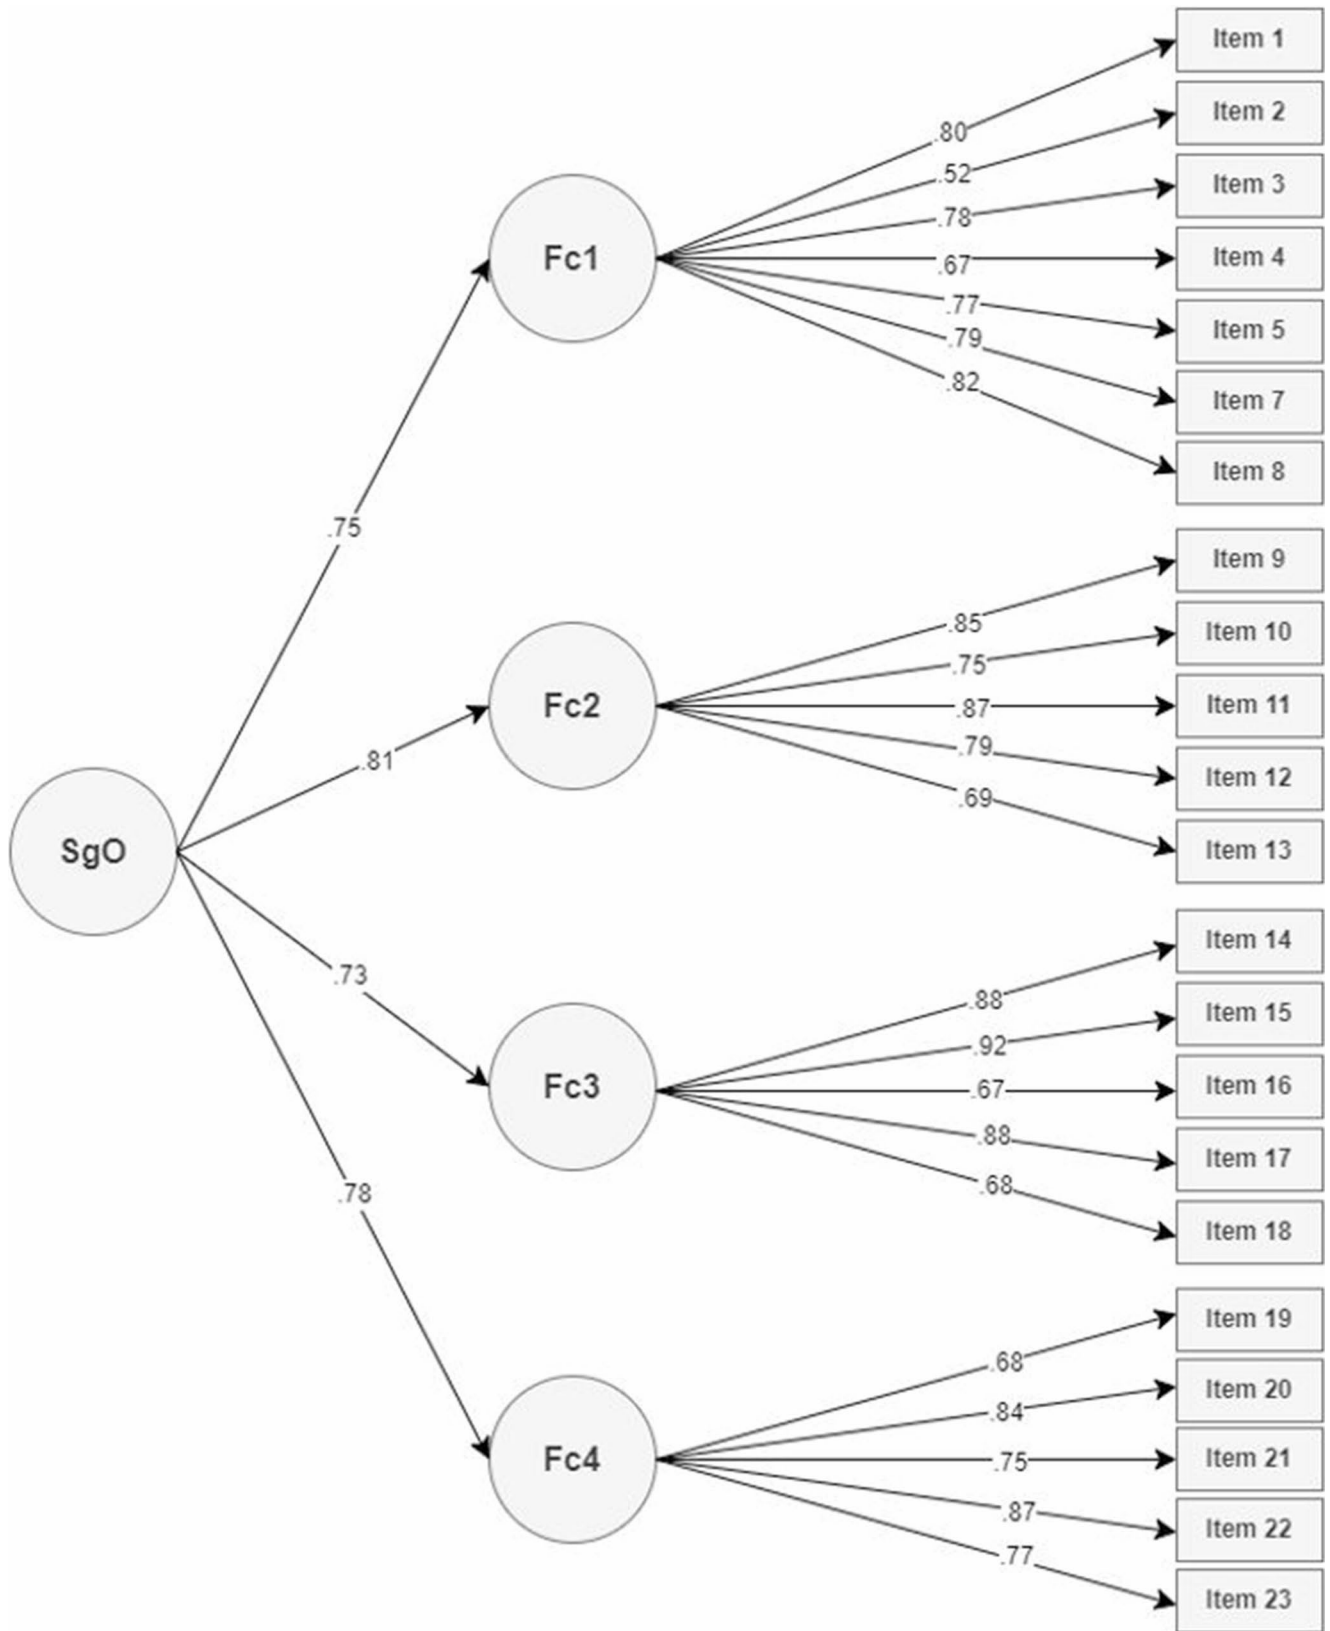 Item 1
.80
Item 2
.52
Item 3
.78
Fc1
Item 4
.67
.77
Item 5
.79
Item 7
.82
Item 8
.75
Item 9
.85
Item 10
.75
Fc2
Item 11
.87
.79
Item 12
.81
.69
Item 13
SgO
Item 14
.73
.88
Item 15
.92
Fc3
Item 16
.67
.88
Item 17
.68
Item 18
.78
Item 19
.68
Item 20
.84
Fc4
Item 21
.75
.87
Item 22
.77
Item 23